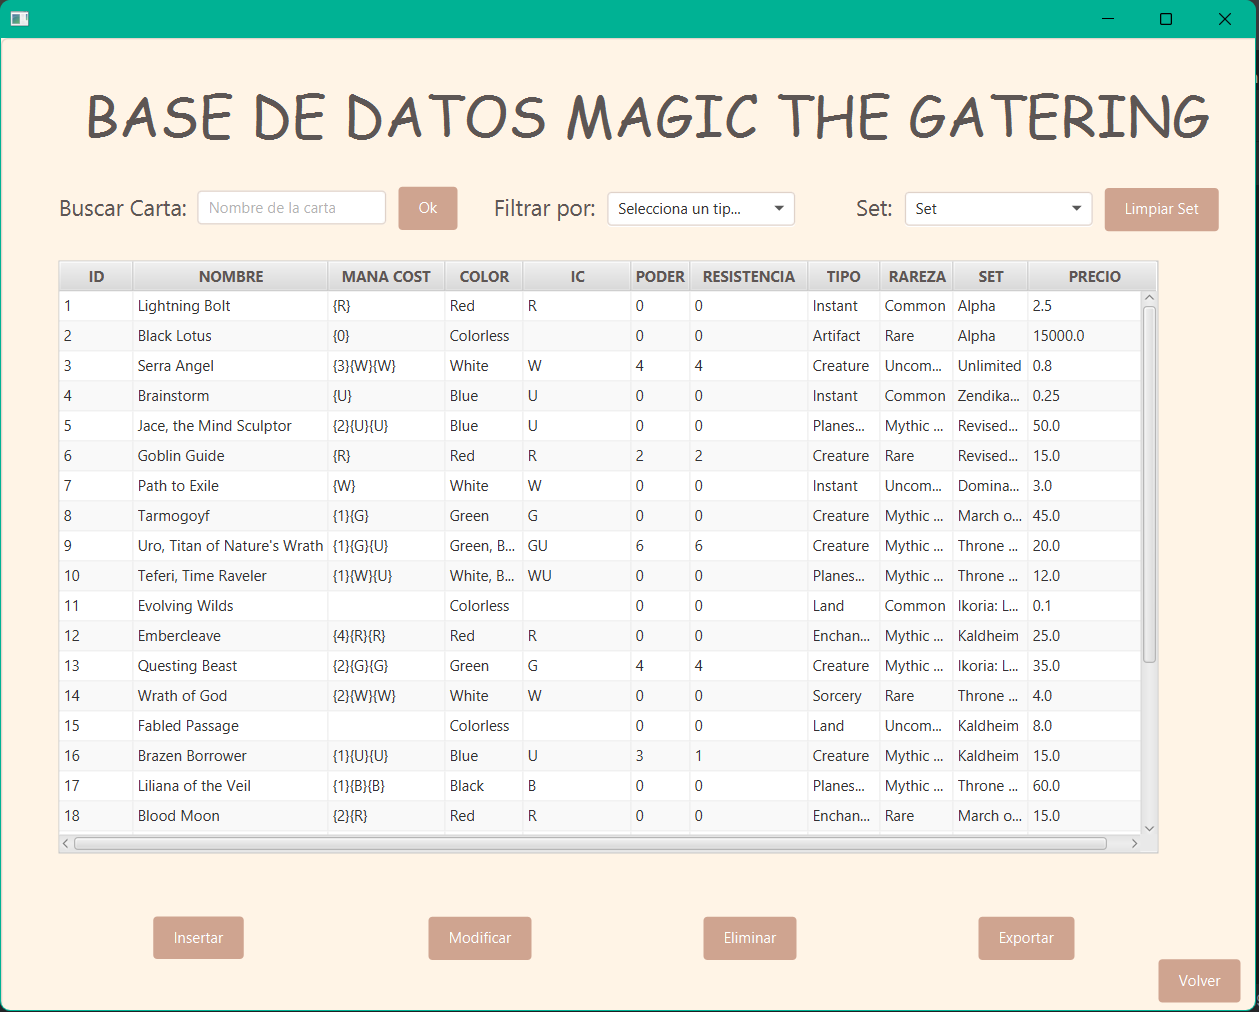 BASE DE DATOS MAGIC THE GATERING
Buscar Carta: Nombre de la carta Ok Filtrar por: Selecciona un tip... Set: Set Limpiar Set
ID NOMBRE MANA COST COLOR IC PODER RESISTENCIA TIPO RAREZA SET PRECIO
1 Lightning Bolt {R} Red R 0 0 Instant Common Alpha 2.5
2 Black Lotus {0} Colorless 0 0 Artifact Rare Alpha 15000.0
3 Serra Angel {3}{W}{W} White W 4 4 Creature Uncom... Unlimited 0.8
4 Brainstorm {U} Blue U 0 0 Instant Common Zendika... 0.25
5 Jace, the Mind Sculptor {2}{U}{U} Blue U 0 0 Planes... Mythic ... Revised... 50.0
6 Goblin Guide {R} Red R 2 2 Creature Rare Revised... 15.0
7 Path to Exile {W} White W 0 0 Instant Uncom... Domina... 3.0
8 Tarmogoyf {1}{G} Green G 0 0 Creature Mythic ... March o... 45.0
9 Uro, Titan of Nature's Wrath {1}{G}{U} Green, B... GU 6 6 Creature Mythic ... Throne ... 20.0
10 Teferi, Time Raveler {1}{W}{U} White, B... WU 0 0 Planes... Mythic ... Throne ... 12.0
11 Evolving Wilds Colorless 0 0 Land Common Ikoria: L... 0.1
12 Embercleave {4}{R}{R} Red R 0 0 Enchan... Mythic ... Kaldheim 25.0
13 Questing Beast {2}{G}{G} Green G 4 4 Creature Mythic ... Ikoria: L... 35.0
14 Wrath of God {2}{W}{W} White W 0 0 Sorcery Rare Throne ... 4.0
15 Fabled Passage Colorless 0 0 Land Uncom... Kaldheim 8.0
16 Brazen Borrower {1}{U}{U} Blue U 3 1 Creature Mythic ... Kaldheim 15.0
17 Liliana of the Veil {1}{B}{B} Black B 0 0 Planes... Mythic ... Throne ... 60.0
18 Blood Moon {2}{R} Red R 0 0 Enchan... Rare March o... 15.0
Insertar Modificar Eliminar Exportar
Volver